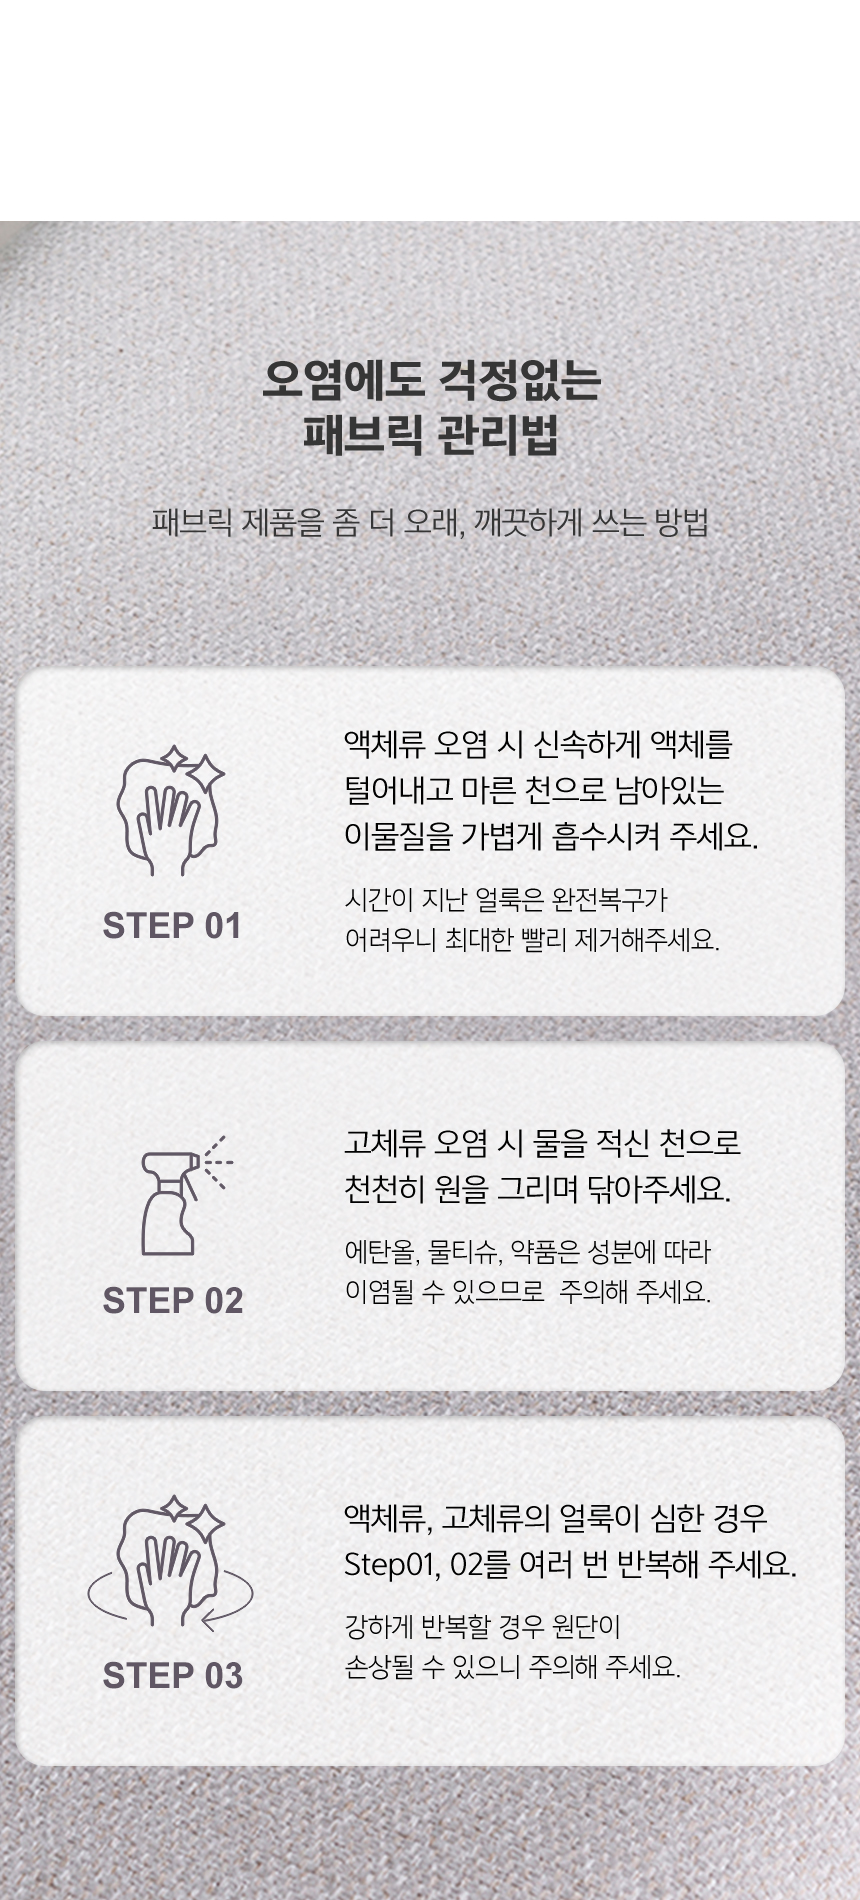 오염에도 걱정없는
패브릭 관리법
패브릭 제품을 좀 더 오래, 깨끗하게 쓰는 방법
액체류 오염 시 신속하게 액체를
털어내고 마른 천으로 남아있는
이물질을 가볍게 흡수시켜 주세요.
시간이 지난 얼룩은 완전복구가
어려우니 최대한 빨리 제거해주세요.
STEP 01
고체류 오염 시 물을 적신 천으로
천천히 원을 그리며 닦아주세요.
에탄올, 물티슈, 약품은 성분에 따라
이염될 수 있으므로  주의해 주세요.
STEP 02
액체류, 고체류의 얼룩이 심한 경우
Step01, 02를 여러 번 반복해 주세요.
강하게 반복할 경우 원단이
손상될 수 있으니 주의해 주세요.
STEP 03